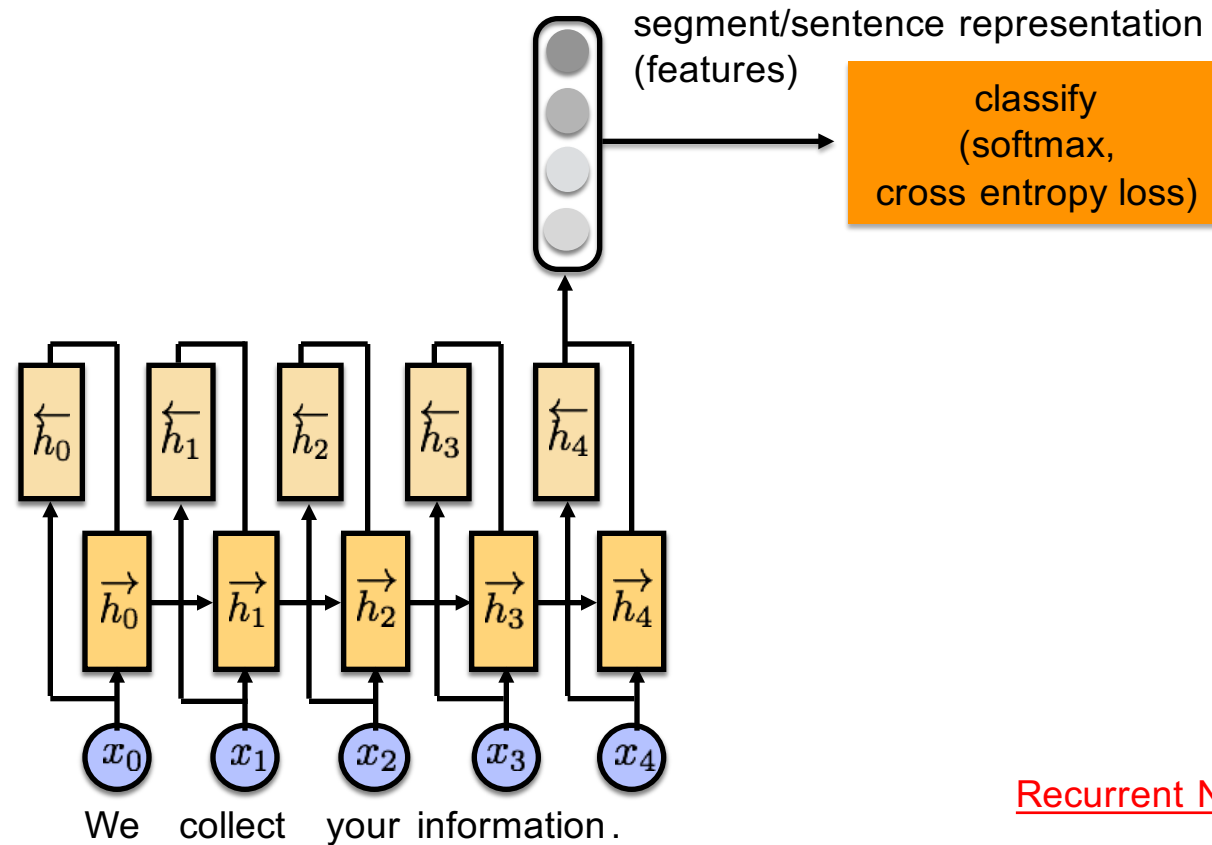 segment/sentence representation
(features)
classify
(softmax,
cross entropy loss)
←h₀ ←h₁ ←h₂ ←h₃ ←h₄
→h₀ →h₁ →h₂ →h₃ →h₄
x₀ x₁ x₂ x₃ x₄
We collect your information .
Recurrent N